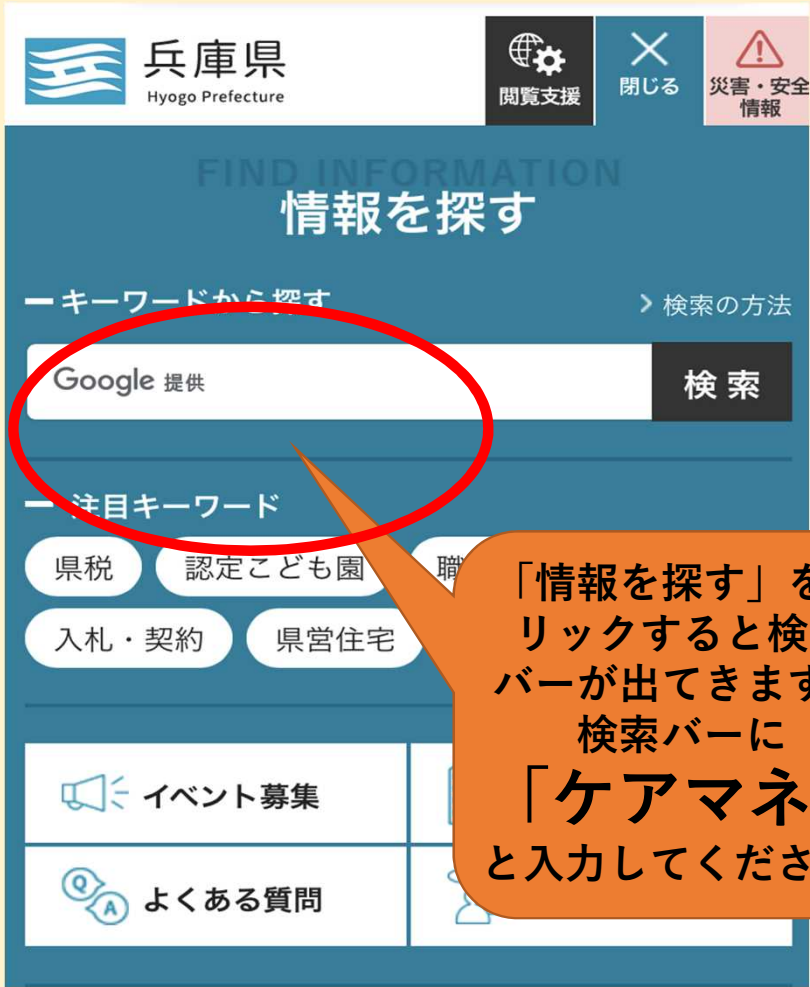 兵庫県
Hyogo Prefecture
閲覧支援
閉じる
災害・安全
情報
FIND INFORMATION
情報を探す
キーワードから探す
検索の方法
Google 提供
検索
注目キーワード
県税
認定こども園
職
入札・契約
県営住宅
「情報を探す」を
リックすると検
バーが出てきます
検索バーに
「ケアマネ
と入力してくださ
イベント募集
よくある質問